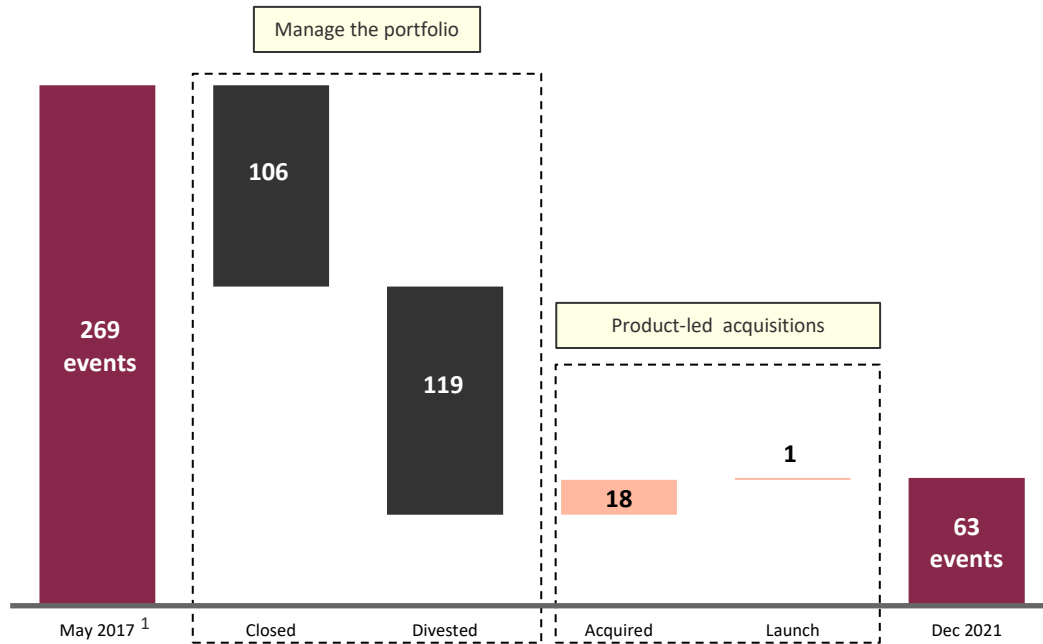 Manage the portfolio
106
269
events
119
Product-led acquisitions
18
1
63
events
May 2017 1
Closed
Divested
Acquired
Launch
Dec 2021